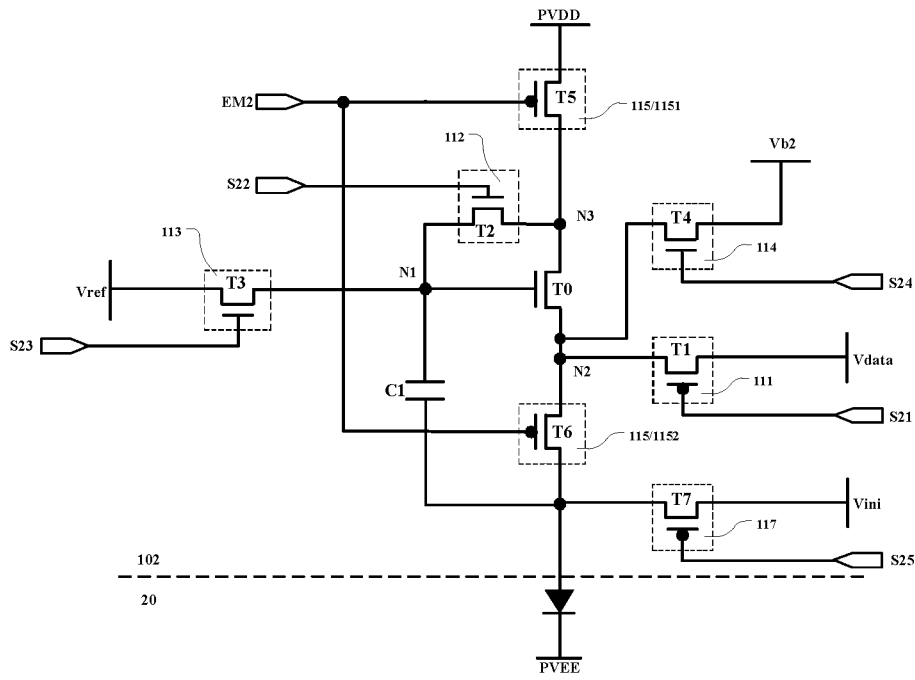 PVDD
EM2
T5
115/1151
112
Vb2
S22
T2
N3
T4
114
113
T3
N1
T0
Vref
S24
S23
T1
Vdata
N2
111
C1
S21
T6
115/1152
T7
Vini
117
102
S25
20
PVEE